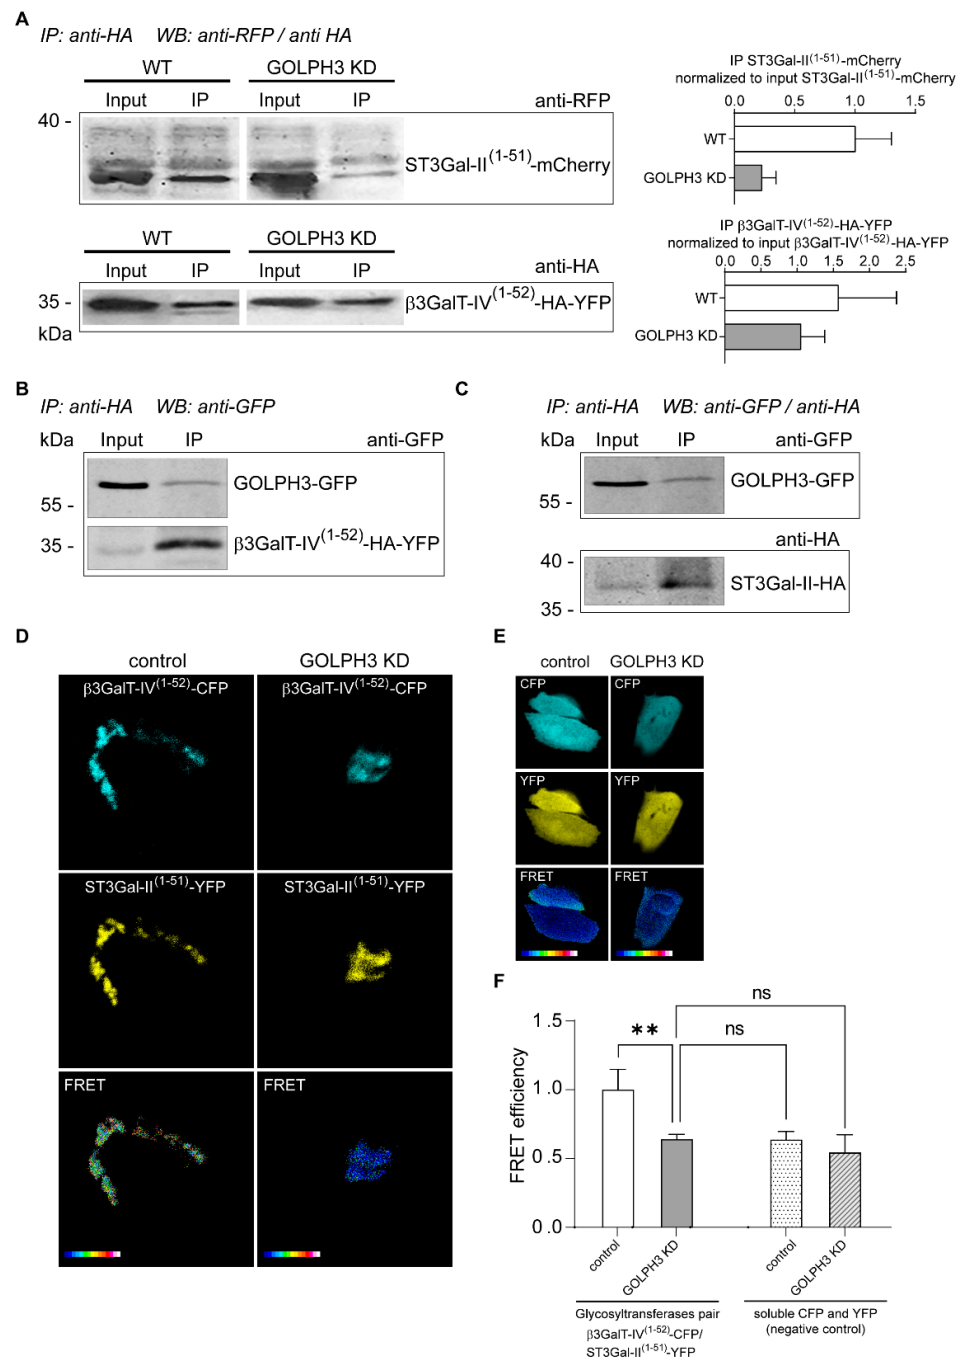 A
IP: anti-HA WB: anti-RFP / anti HA
WT GOLPH3 KD
Input IP Input IP anti-RFP
40 -
ST3Gal-II(1-51)-mCherry
WT GOLPH3 KD
Input IP Input IP anti-HA
35 - β3GalT-IV(1-52)-HA-YFP
kDa
IP ST3Gal-II(1-51)-mCherry
normalized to input ST3Gal-II(1-51)-mCherry
0.0 0.5 1.0 1.5
WT
GOLPH3 KD
IP β3GalT-IV(1-52)-HA-YFP
normalized to input β3GalT-IV(1-52)-HA-YFP
0.0 0.5 1.0 1.5 2.0 2.5
WT
GOLPH3 KD
B
IP: anti-HA WB: anti-GFP
kDa Input IP anti-GFP
GOLPH3-GFP
55 -
35 - β3GalT-IV(1-52)-HA-YFP
C
IP: anti-HA WB: anti-GFP / anti-HA
kDa Input IP anti-GFP
GOLPH3-GFP
55 -
anti-HA
40 -
ST3Gal-II-HA
35 -
D
control GOLPH3 KD
β3GalT-IV(1-52)-CFP β3GalT-IV(1-52)-CFP
ST3Gal-II(1-51)-YFP ST3Gal-II(1-51)-YFP
FRET FRET
E
control GOLPH3 KD
CFP CFP
YFP YFP
FRET FRET
F
ns
** ns
1.5
1.0
0.5
0.0
FRET efficiency
control GOLPH3 KD control GOLPH3 KD
Glycosyltransferases pair
β3GalT-IV(1-52)-CFP/
ST3Gal-II(1-51)-YFP
soluble CFP and YFP
(negative control)